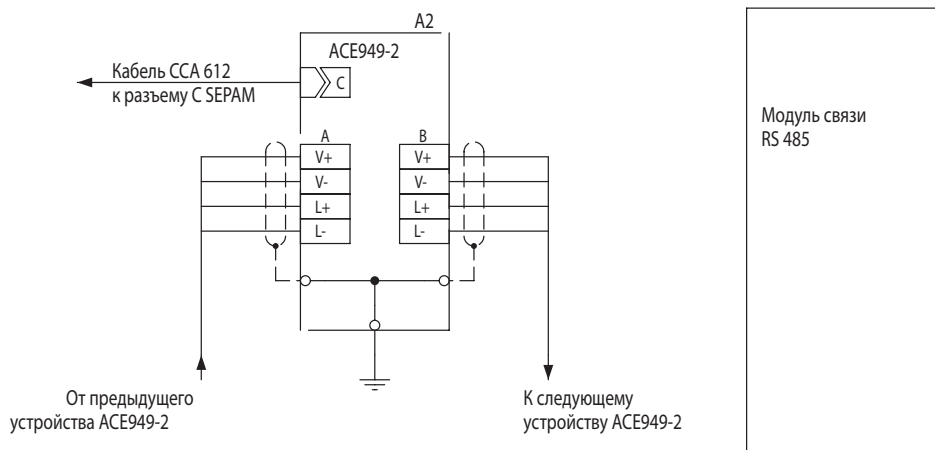 A2
ACE949-2
Кабель ССА 612
к разъему С SEPAM
C
Модуль связи
RS 485
A
B
V+
V+
V-
V-
L+
L+
L-
L-
От предыдущего
устройства ACE949-2
К следующему
устройству ACE949-2